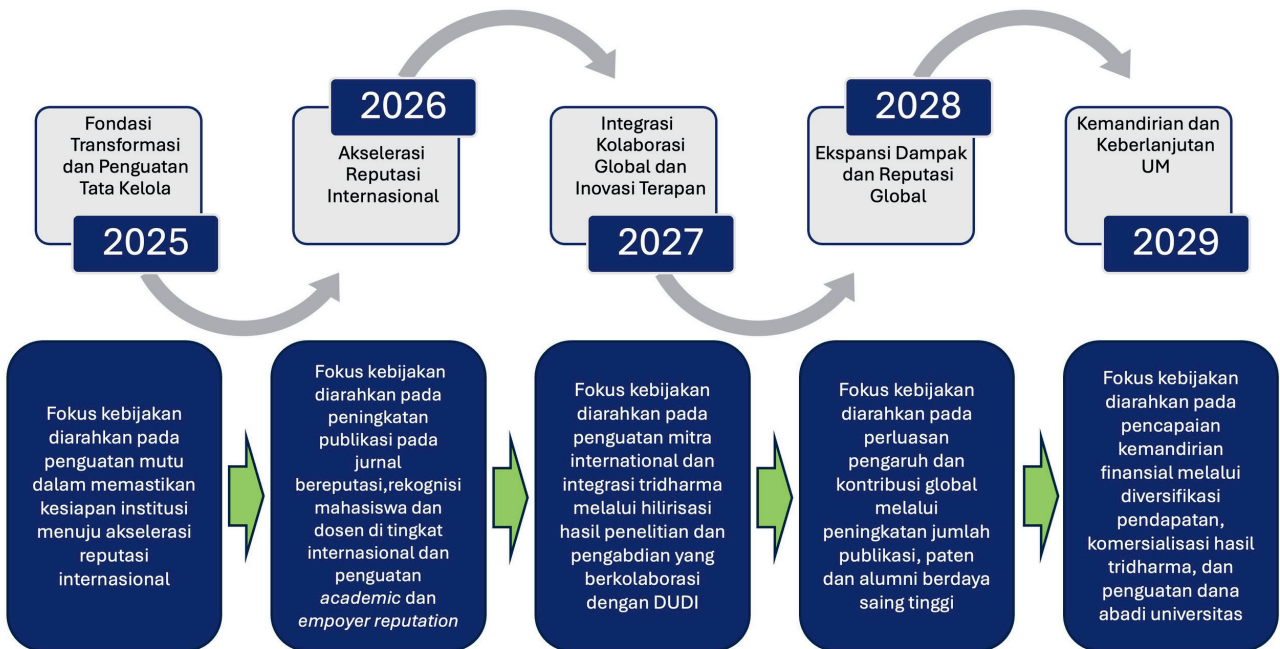 Fondasi
Transformasi
dan Penguatan
Tata Kelola
2025
2026
Akselerasi
Reputasi
Internasional
Integrasi
Kolaborasi
Global dan
Inovasi Terapan
2027
2028
Ekspansi Dampak
dan Reputasi
Global
Kemandirian dan
Keberlanjutan
UM
2029
Fokus kebijakan
diarahkan pada
penguatan mutu
dalam memastikan
kesiapan institusi
menuju akselerasi
reputasi
internasional
Fokus kebijakan
diarahkan pada
peningkatan
publikasi pada
jurnal
bereputasi,rekognisi
mahasiswa dan
dosen di tingkat
internasional dan
penguatan
academic dan
empoyer reputation
Fokus kebijakan
diarahkan pada
penguatan mitra
international dan
integrasi tridharma
melalui hilirisasi
hasil penelitian dan
pengabdian yang
berkolaborasi
dengan DUDI
Fokus kebijakan
diarahkan pada
perluasan
pengaruh dan
kontribusi global
melalui
peningkatan jumlah
publikasi, paten
dan alumni berdaya
saing tinggi
Fokus kebijakan
diarahkan pada
pencapaian
kemandirian
finansial melalui
diversifikasi
pendapatan,
komersialisasi hasil
tridharma, dan
penguatan dana
abadi universitas